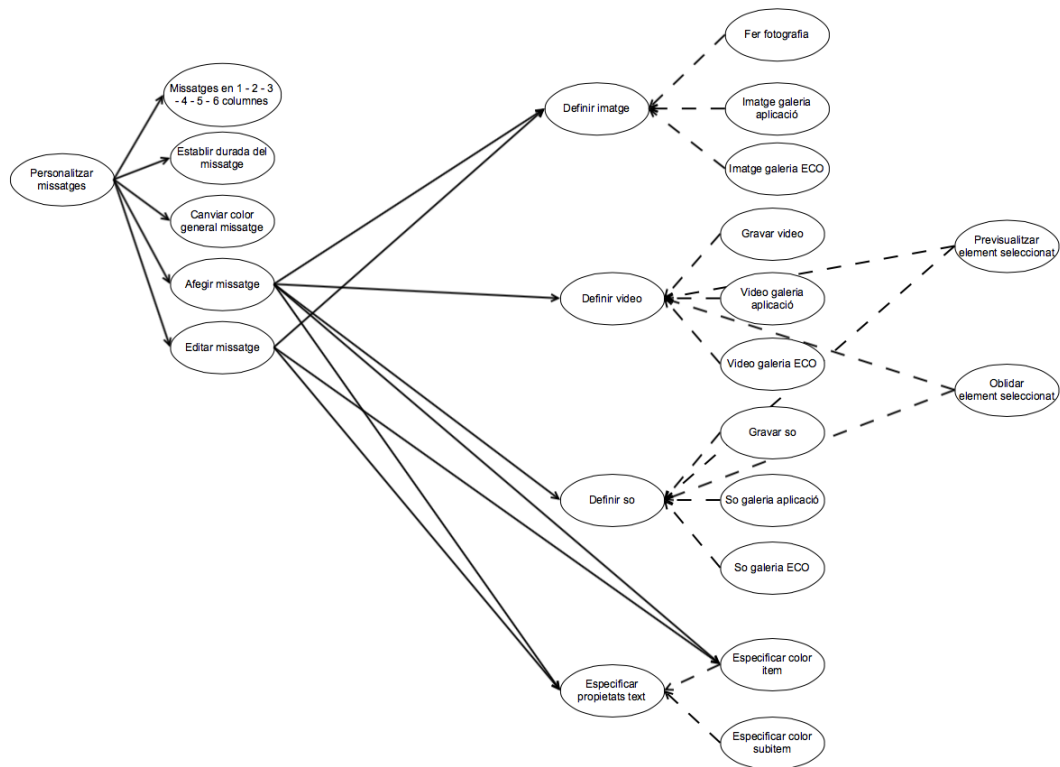 Personalitzar
missatges
Missatges en 1 - 2 - 3
- 4 - 5 - 6 columnes
Establir durada del
missatge
Canviar color
general missatge
Afegir missatge
Editar missatge
Definir imatge
Definir video
Definir so
Especificar
propietats text
Fer fotografia
Imatge galeria
aplicació
Imatge galeria ECO
Gravar video
Video galeria
aplicació
Video galeria ECO
Gravar so
So galeria aplicació
So galeria ECO
Especificar color
item
Especificar color
subitem
Previsualitzar
element seleccionat
Oblidar
element seleccionat